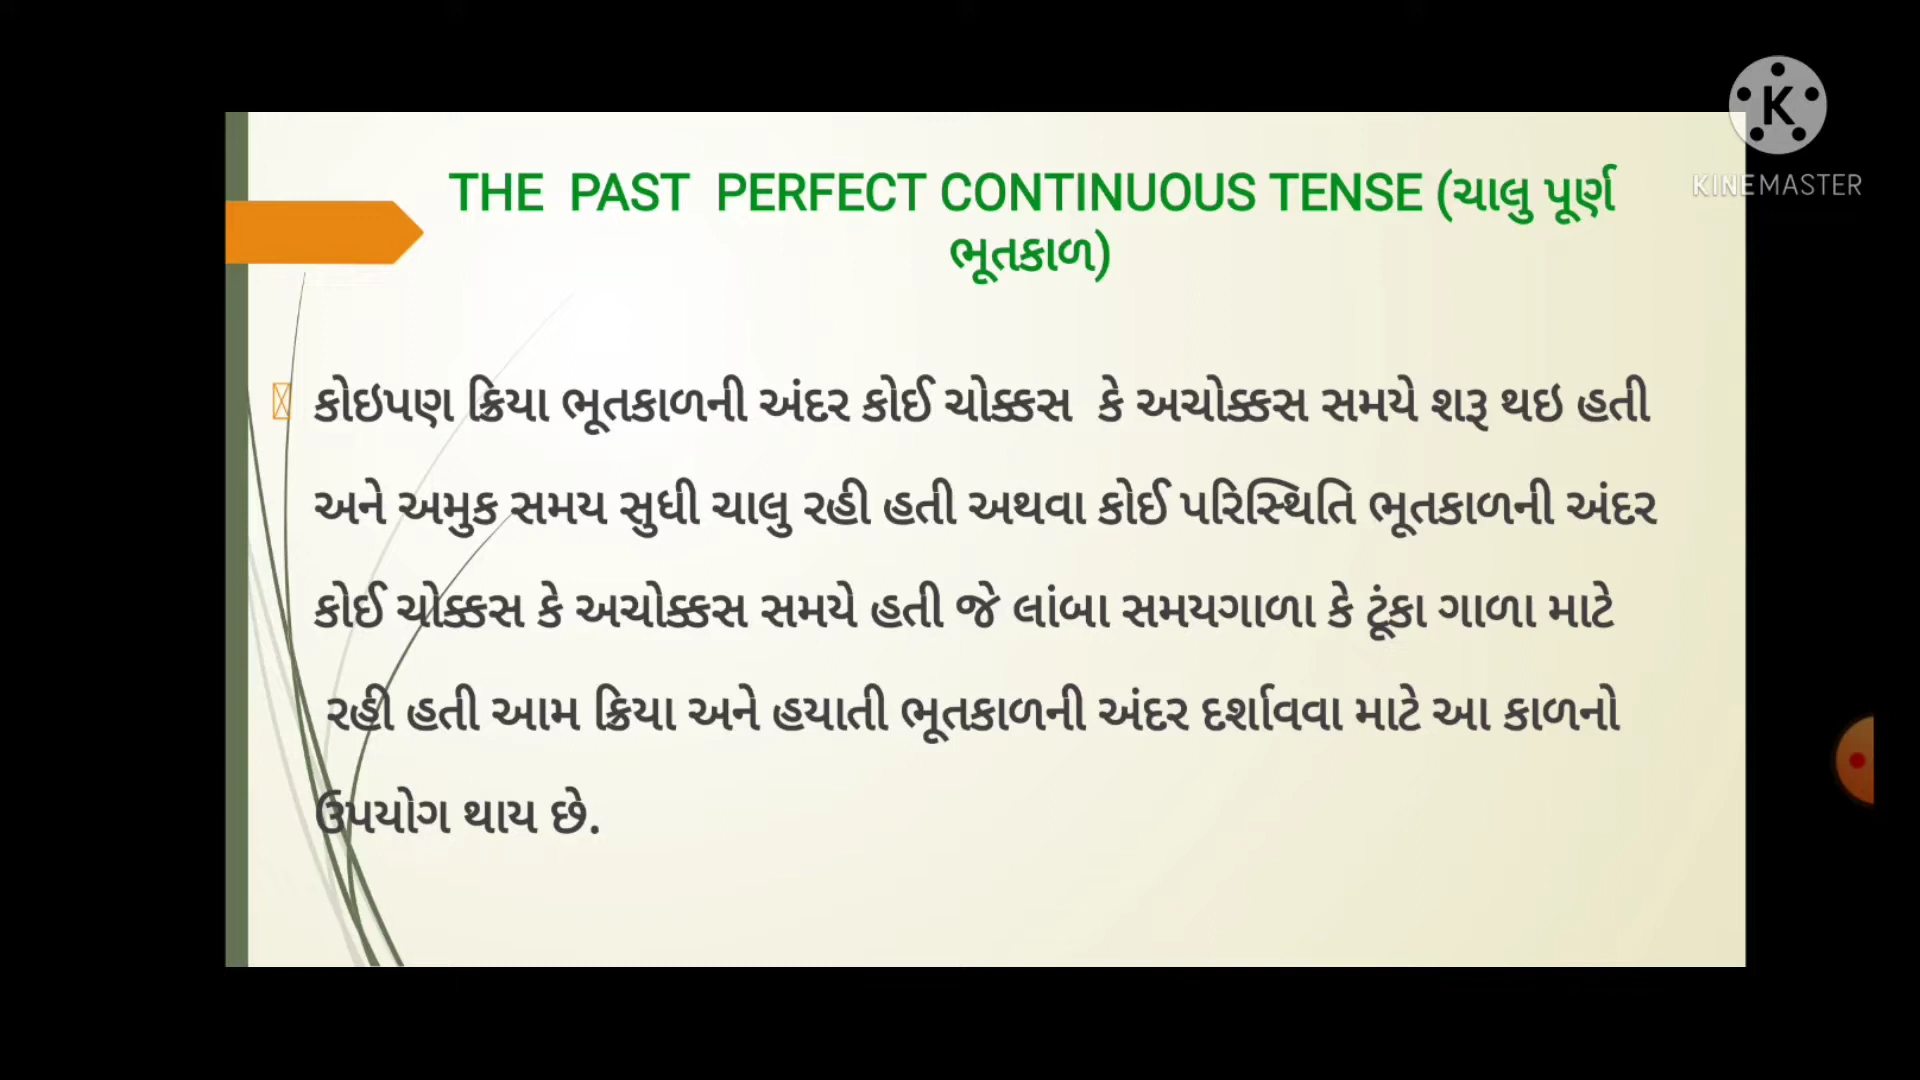 THE PAST PERFECT CONTINUOUS TENSE (ચાલુ પૂર્ણ
ભૂતકાળ)
કોઇપણ ક્રિયા ભૂતકાળની અંદર કોઈ ચોક્કસ કે અચોક્કસ સમયે શરૂ થઇ હતી
અને અમુક સમય સુધી ચાલુ રહી હતી અથવા કોઈ પરિસ્થિતિ ભૂતકાળની અંદર
કોઈ ચોક્કસ કે અચોક્કસ સમયે હતી જે લાંબા સમયગાળા કે ટૂંકા ગાળા માટે
રહી હતી આમ ક્રિયા અને હયાતી ભૂતકાળની અંદર દર્શાવવા માટે આ કાળનો
ઉપયોગ થાય છે.
K
KINEMASTER